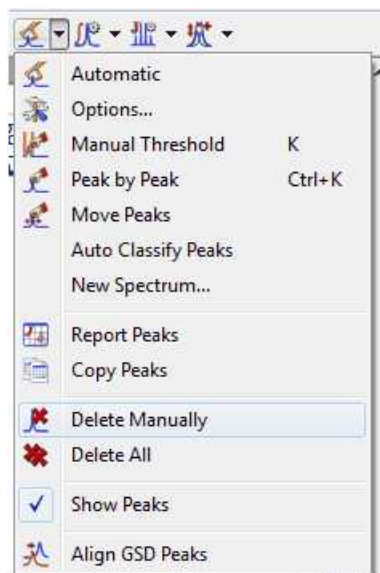 Automatic
Options...
Manual Threshold K
Peak by Peak Ctrl+K
Move Peaks
Auto Classify Peaks
New Spectrum...
Report Peaks
Copy Peaks
Delete Manually
Delete All
Show Peaks
Align GSD Peaks